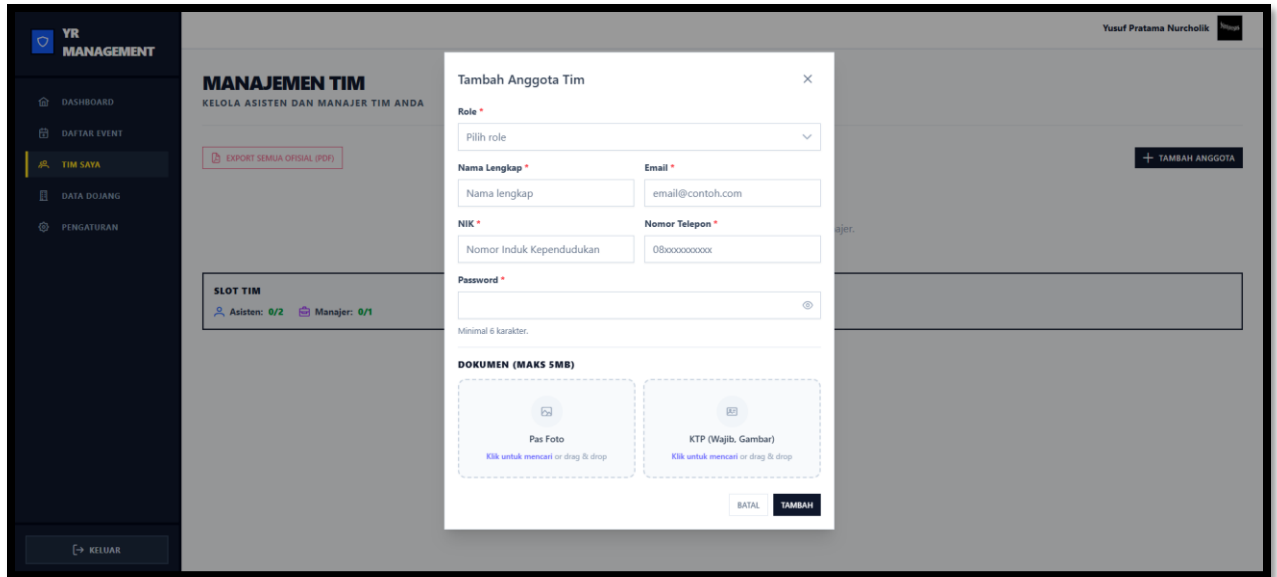 YR
MANAGEMENT
Yusuf Pratama Nurcholik
DASHBOARD
DAFTAR EVENT
TIM SAYA
DATA DOJANG
PENGATURAN
KELUAR
MANAJEMEN TIM
KELOLA ASISTEN DAN MANAJER TIM ANDA
EXPORT SEMUA OFISIAL (PDF)
TAMBAH ANGGOTA
ajer.
SLOT TIM
Asisten: 0/2 Manajer: 0/1
Tambah Anggota Tim
Role *
Pilih role
Nama Lengkap * Email *
Nama lengkap email@contoh.com
NIK * Nomor Telepon *
Nomor Induk Kependudukan 08xxxxxxxxxx
Password *
Minimal 6 karakter.
DOKUMEN (MAKS 5MB)
Pas Foto KTP (Wajib, Gambar)
Klik untuk mencari or drag & drop Klik untuk mencari or drag & drop
BATAL TAMBAH